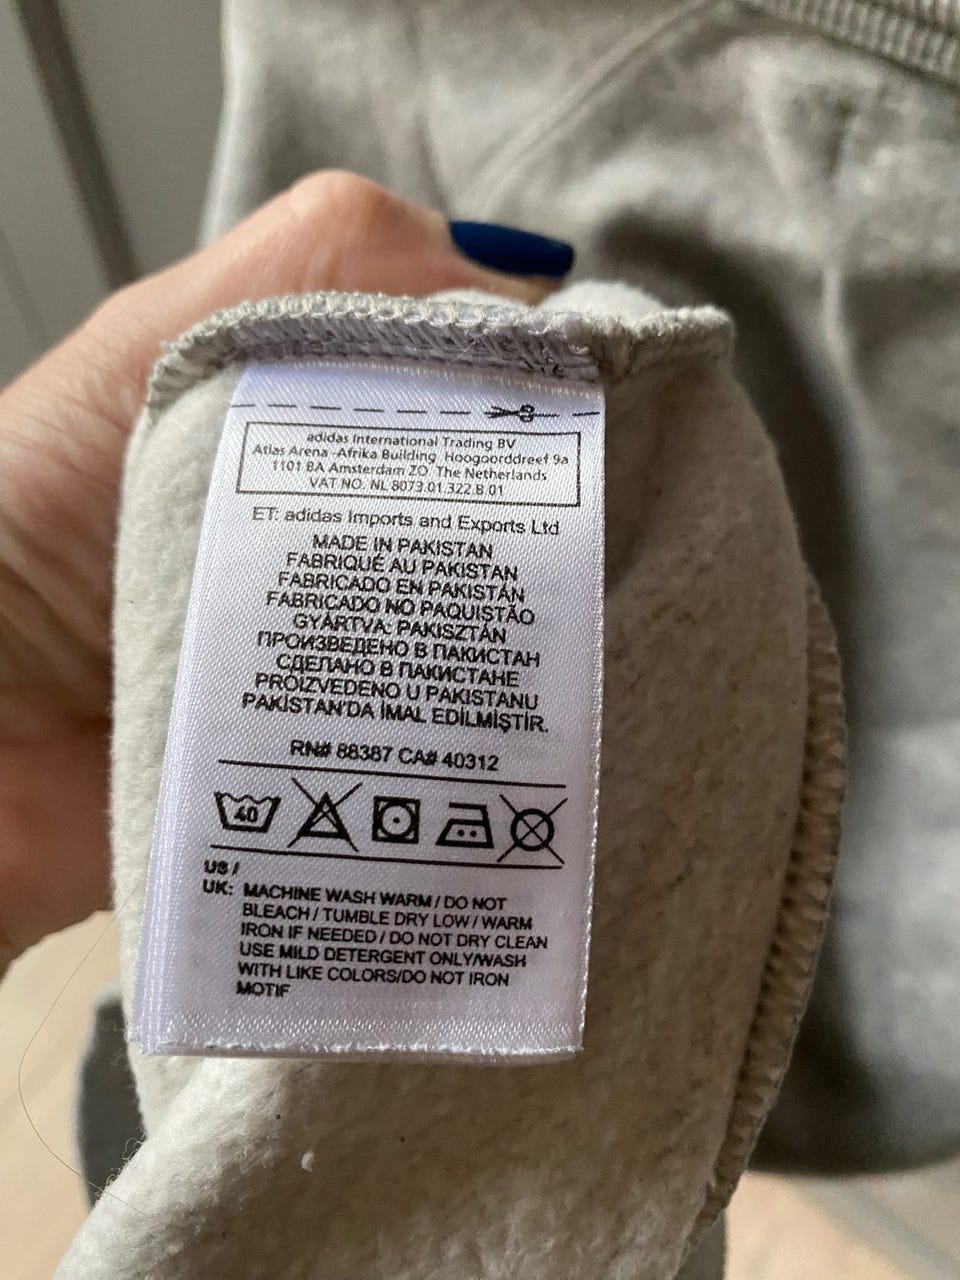 adidas International Trading BV
Atlas Arena -Afrika Building Hoogoorddreef 9a
1101 BA Amsterdam ZO The Netherlands
VAT NO. NL 8073.01.322.B.01
ET: adidas Imports and Exports Ltd
MADE IN PAKISTAN
FABRIQUÉ AU PAKISTAN
FABRICADO EN PAKISTÁN
FABRICADO NO PAQUISTÃO
GYÁRTVA: PAKISZTÁN
ПРОИЗВЕДЕНО В ПАКИСТАН
СДЕЛАНО В ПАКИСТАНЕ
PROIZVEDENO U PAKISTANU
PAKİSTAN'DA İMAL EDİLMİŞTİR.
RN# 88387 CA# 40312
40
US /
UK: MACHINE WASH WARM / DO NOT
BLEACH / TUMBLE DRY LOW / WARM
IRON IF NEEDED / DO NOT DRY CLEAN
USE MILD DETERGENT ONLY/WASH
WITH LIKE COLORS/DO NOT IRON
MOTIF